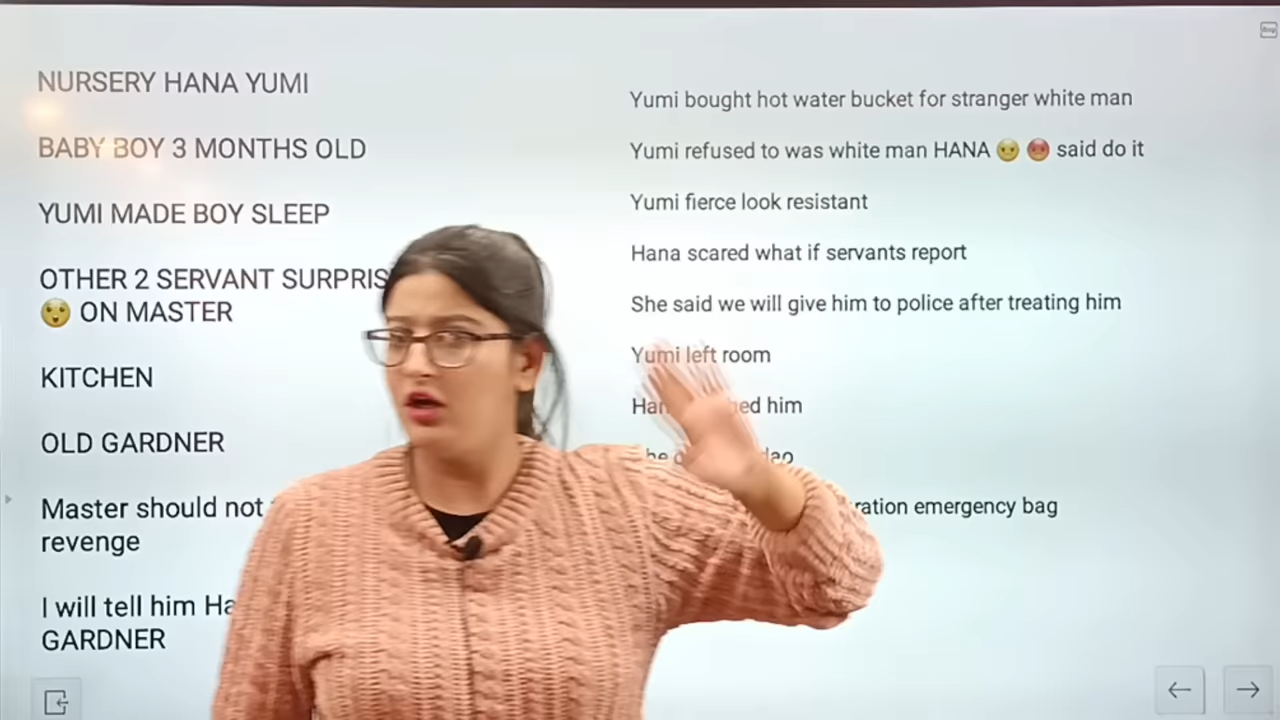 NURSERY HANA YUMI
BABY BOY 3 MONTHS OLD
YUMI MADE BOY SLEEP
OTHER 2 SERVANT SURPRIS
😲 ON MASTER
KITCHEN
OLD GARDNER
Master should not
revenge
I will tell him Ha
GARDNER
Yumi bought hot water bucket for stranger white man
Yumi refused to was white man HANA 😠 😡 said do it
Yumi fierce look resistant
Hana scared what if servants report
She said we will give him to police after treating him
Yumi left room
him
ration emergency bag